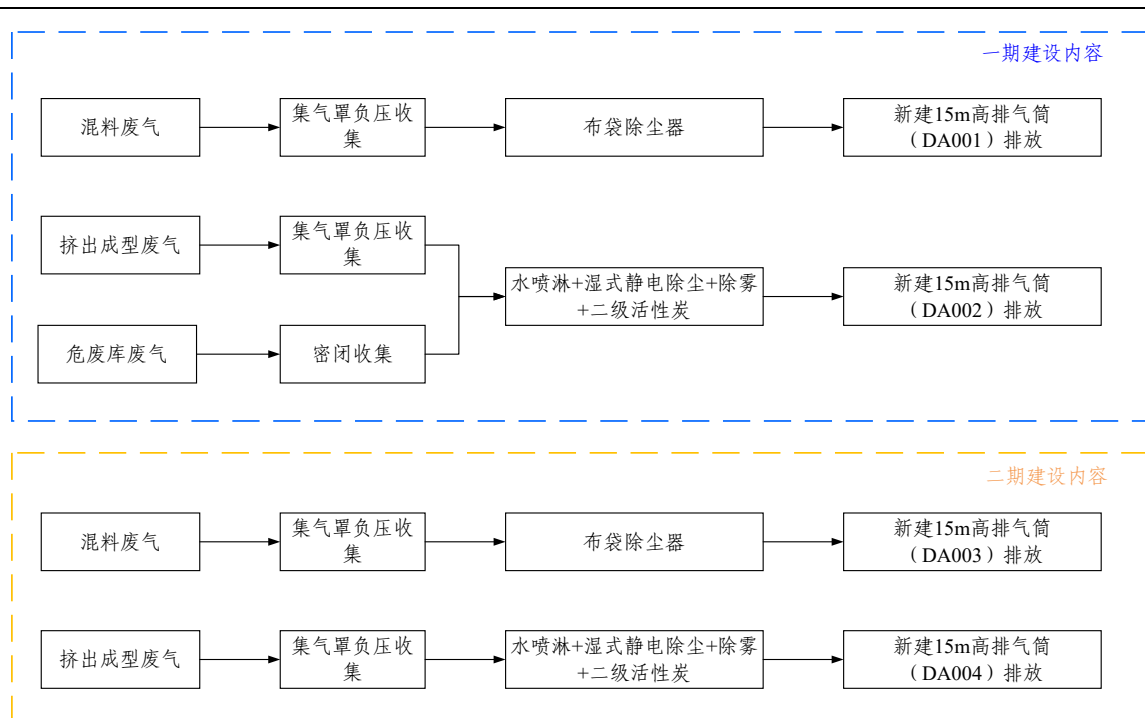 一期建设内容
混料废气
集气罩负压收
集
布袋除尘器
新建15m高排气筒
（DA001）排放
挤出成型废气
集气罩负压收
集
水喷淋+湿式静电除尘+除雾
+二级活性炭
新建15m高排气筒
（DA002）排放
危废库废气
密闭收集
二期建设内容
混料废气
集气罩负压收
集
布袋除尘器
新建15m高排气筒
（DA003）排放
挤出成型废气
集气罩负压收
集
水喷淋+湿式静电除尘+除雾
+二级活性炭
新建15m高排气筒
（DA004）排放